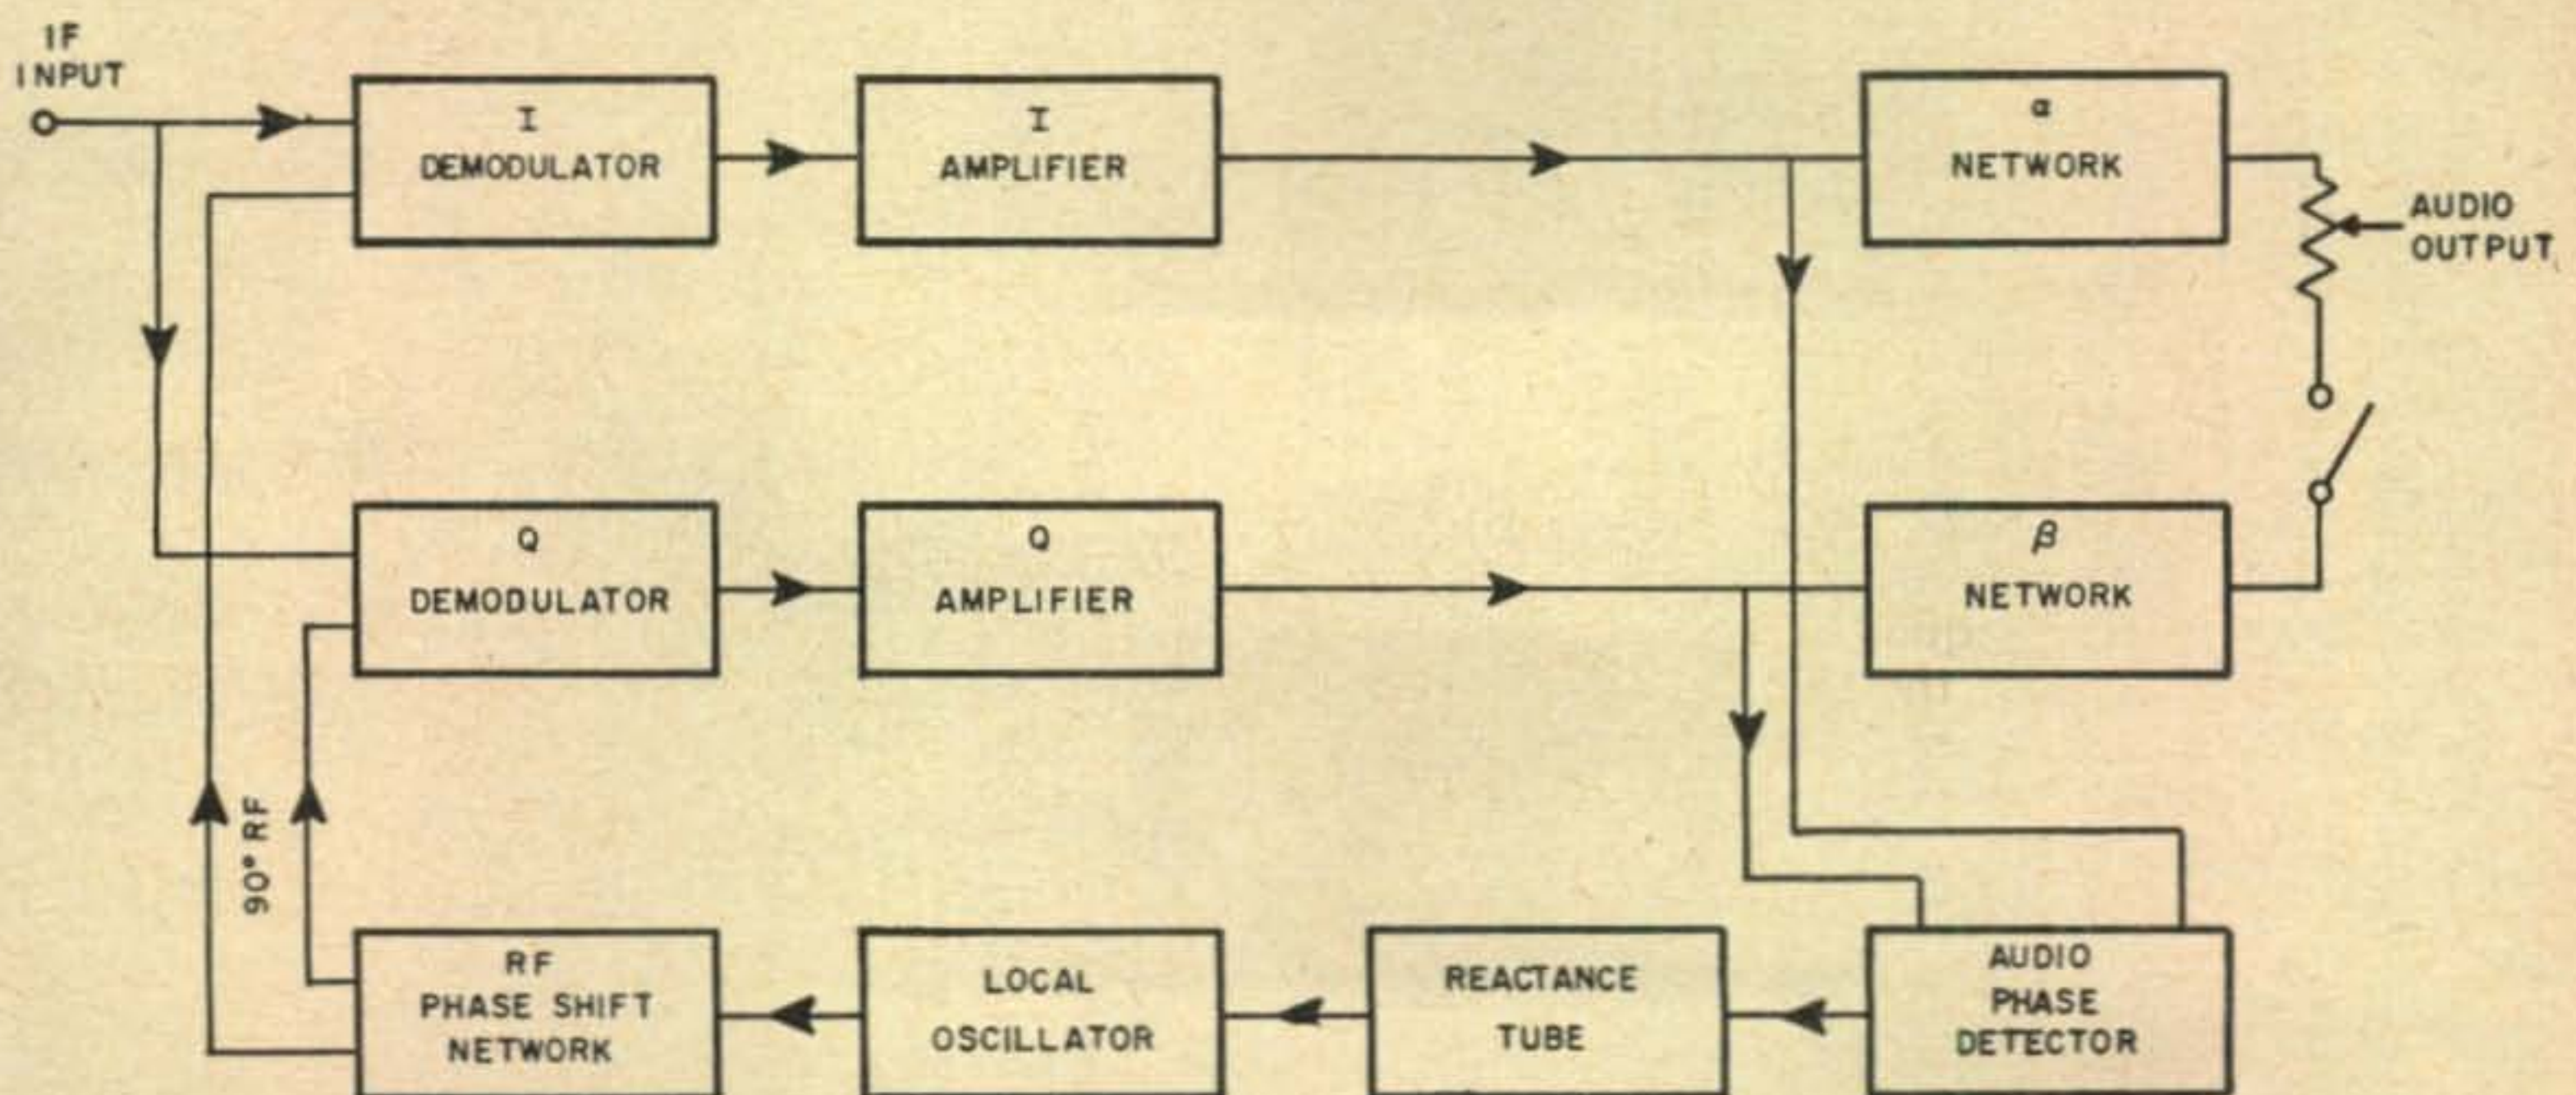 IF
INPUT
I
DEMODULATOR
I
AMPLIFIER
α
NETWORK
AUDIO
OUTPUT
Q
DEMODULATOR
Q
AMPLIFIER
β
NETWORK
90° RF
RF
PHASE SHIFT
NETWORK
LOCAL
OSCILLATOR
REACTANCE
TUBE
AUDIO
PHASE
DETECTOR